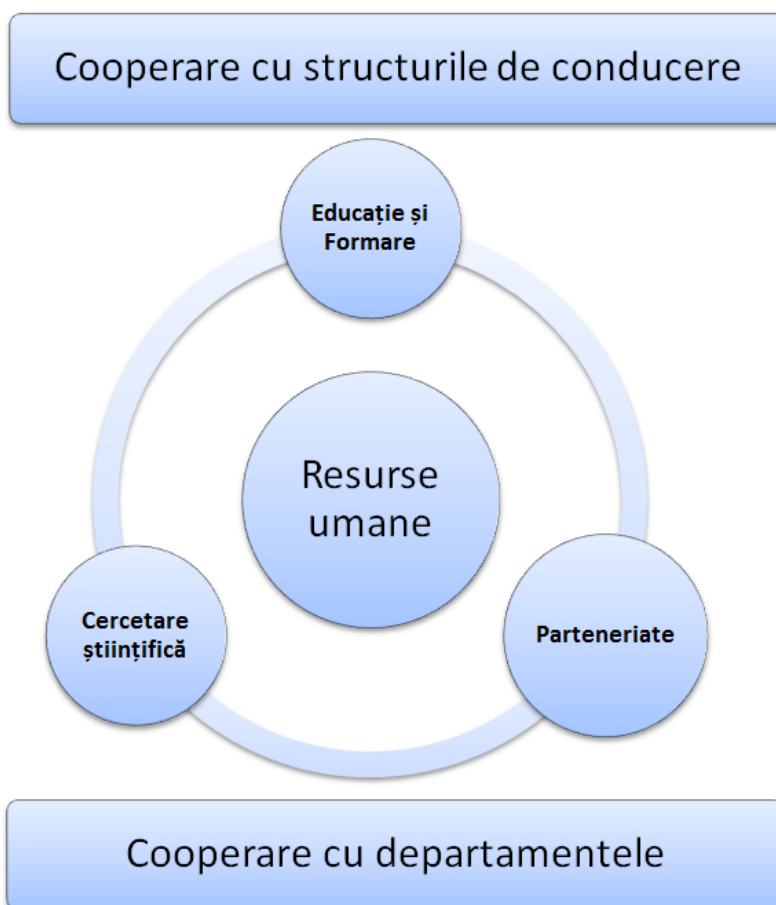 Cooperare cu structurile de conducere
Educație și
Formare
Resurse
umane
Cercetare
științifică
Parteneriate
Cooperare cu departamentele